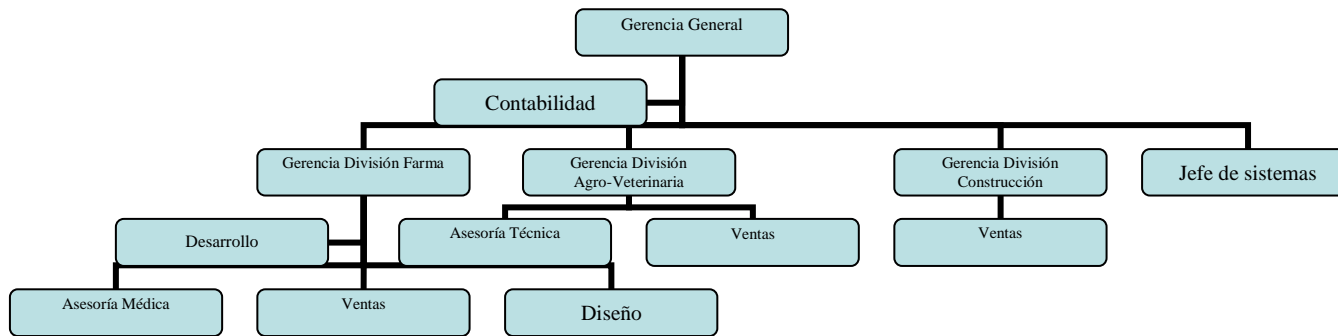 Gerencia General
Contabilidad
Gerencia División Farma
Gerencia División
Agro-Veterinaria
Gerencia División
Construcción
Jefe de sistemas
Desarrollo
Asesoría Técnica
Ventas
Ventas
Asesoría Médica
Ventas
Diseño